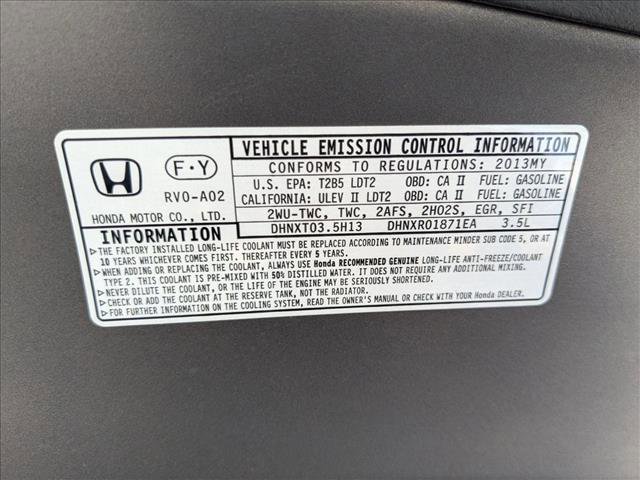 VEHICLE EMISSION CONTROL INFORMATION
F·Y
CONFORMS TO REGULATIONS: 2013MY
RV0-A02
U.S. EPA: T2B5 LDT2 OBD: CA II FUEL: GASOLINE
CALIFORNIA: ULEV II LDT2 OBD: CA II FUEL: GASOLINE
HONDA MOTOR CO., LTD.
2WU-TWC, TWC, 2AFS, 2HO2S, EGR, SFI
DHNXT03.5H13 DHNXR01871EA 3.5L
INFORMATION
▷THE FACTORY INSTALLED LONG-LIFE COOLANT MUST BE REPLACED ACCORDING TO MAINTENANCE MINDER SUB CODE 5, OR AT
10 YEARS WHICHEVER COMES FIRST. THEREAFTER EVERY 5 YEARS.
▷WHEN ADDING OR REPLACING THE COOLANT, ALWAYS USE Honda RECOMMENDED GENUINE LONG-LIFE ANTI-FREEZE/COOLANT
TYPE 2. THIS COOLANT IS PRE-MIXED WITH 50% DISTILLED WATER. IT DOES NOT REQUIRE ANY ADDITIONAL MIXING.
▷NEVER DILUTE THE COOLANT, OR THE LIFE OF THE ENGINE MAY BE SERIOUSLY SHORTENED.
▷CHECK OR ADD COOLANT AT THE RESERVE TANK, NOT THE RADIATOR.
▷FOR FURTHER INFORMATION ON THE COOLING SYSTEM, READ THE OWNER'S MANUAL OR CHECK WITH YOUR Honda DEALER.